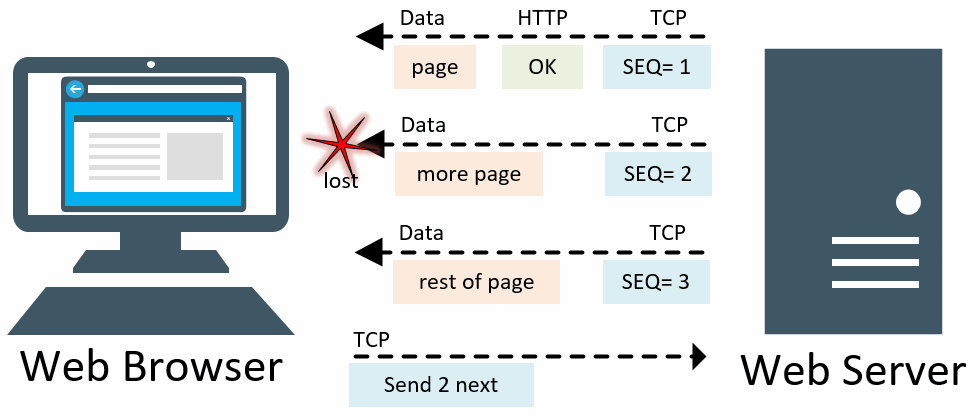 Data HTTP TCP
page OK SEQ= 1
Data TCP
more page SEQ= 2
lost
Data TCP
rest of page SEQ= 3
TCP
Send 2 next
Web Browser
Web Server